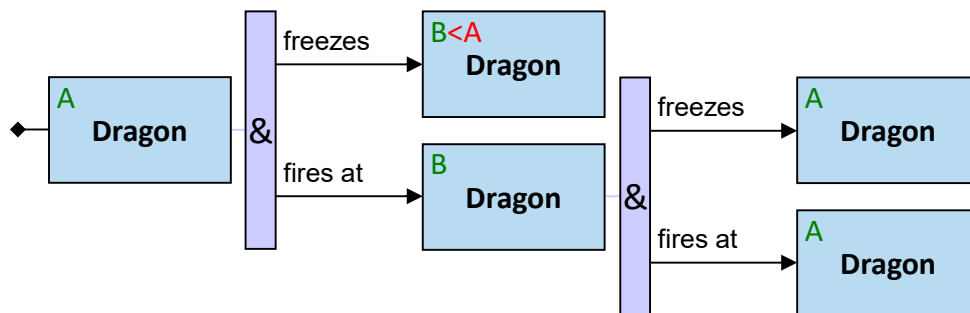 A
Dragon
&
freezes
B<A
Dragon
fires at
B
Dragon
&
freezes
A
Dragon
fires at
A
Dragon